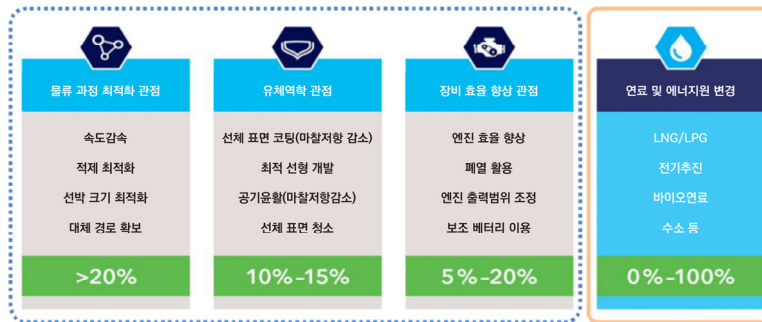 물류 과정 최적화 관점
속도감속
적제 최적화
선박 크기 최적화
대체 경로 확보
>20%
유체역학 관점
선체 표면 코팅(마찰저항 감소)
최적 선형 개발
공기윤활(마찰저항감소)
선체 표면 청소
10%-15%
장비 효율 향상 관점
엔진 효율 향상
폐열 활용
엔진 출력범위 조정
보조 베터리 이용
5%-20%
연료 및 에너지원 변경
LNG/LPG
전기추진
바이오연료
수소 등
0%-100%